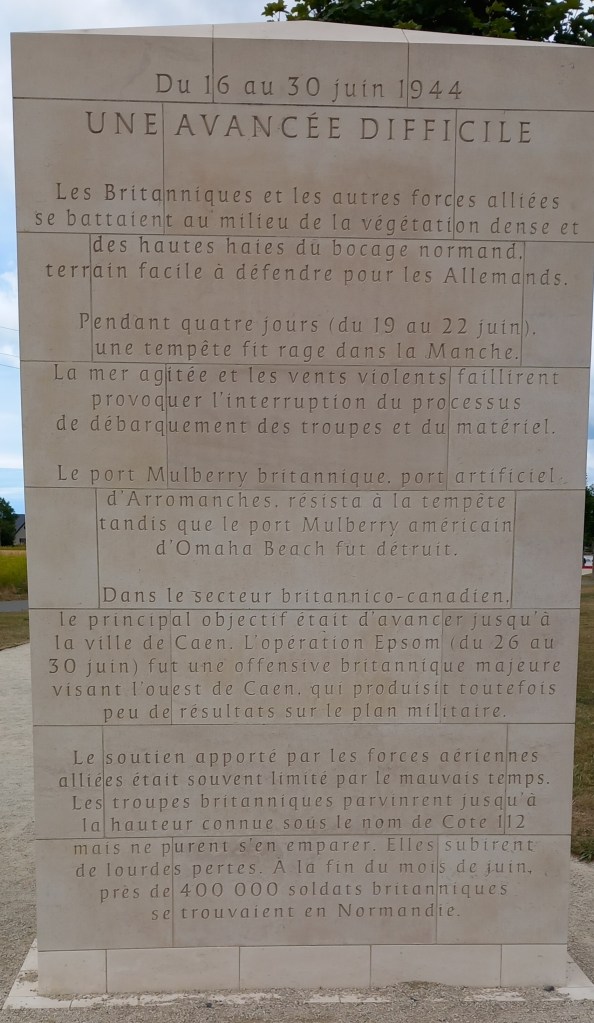 Du 16 au 30 juin 1944
UNE AVANCÉE DIFFICILE
Les Britanniques et les autres forces alliées
se battaient au milieu de la végétation dense et
des hautes haies du bocage normand,
terrain facile à défendre pour les Allemands.
Pendant quatre jours (du 19 au 22 juin),
une tempête fit rage dans la Manche.
La mer agitée et les vents violents faillirent
provoquer l'interruption du processus
de débarquement des troupes et du matériel.
Le port Mulberry britannique, port artificiel
d'Arromanches, résista à la tempête
tandis que le port Mulberry américain
d'Omaha Beach fut détruit.
Dans le secteur britannico-canadien,
le principal objectif était d'avancer jusqu'à
la ville de Caen. L'opération Epsom (du 26 au
30 juin) fut une offensive britannique majeure
visant l'ouest de Caen, qui produisit toutefois
peu de résultats sur le plan militaire.
Le soutien apporté par les forces aériennes
alliées était souvent limité par le mauvais temps.
Les troupes britanniques parvinrent jusqu'à
la hauteur connue sous le nom de Cote 112
mais ne purent s'en emparer. Elles subirent
de lourdes pertes. À la fin du mois de juin,
près de 400 000 soldats britanniques
se trouvaient en Normandie.